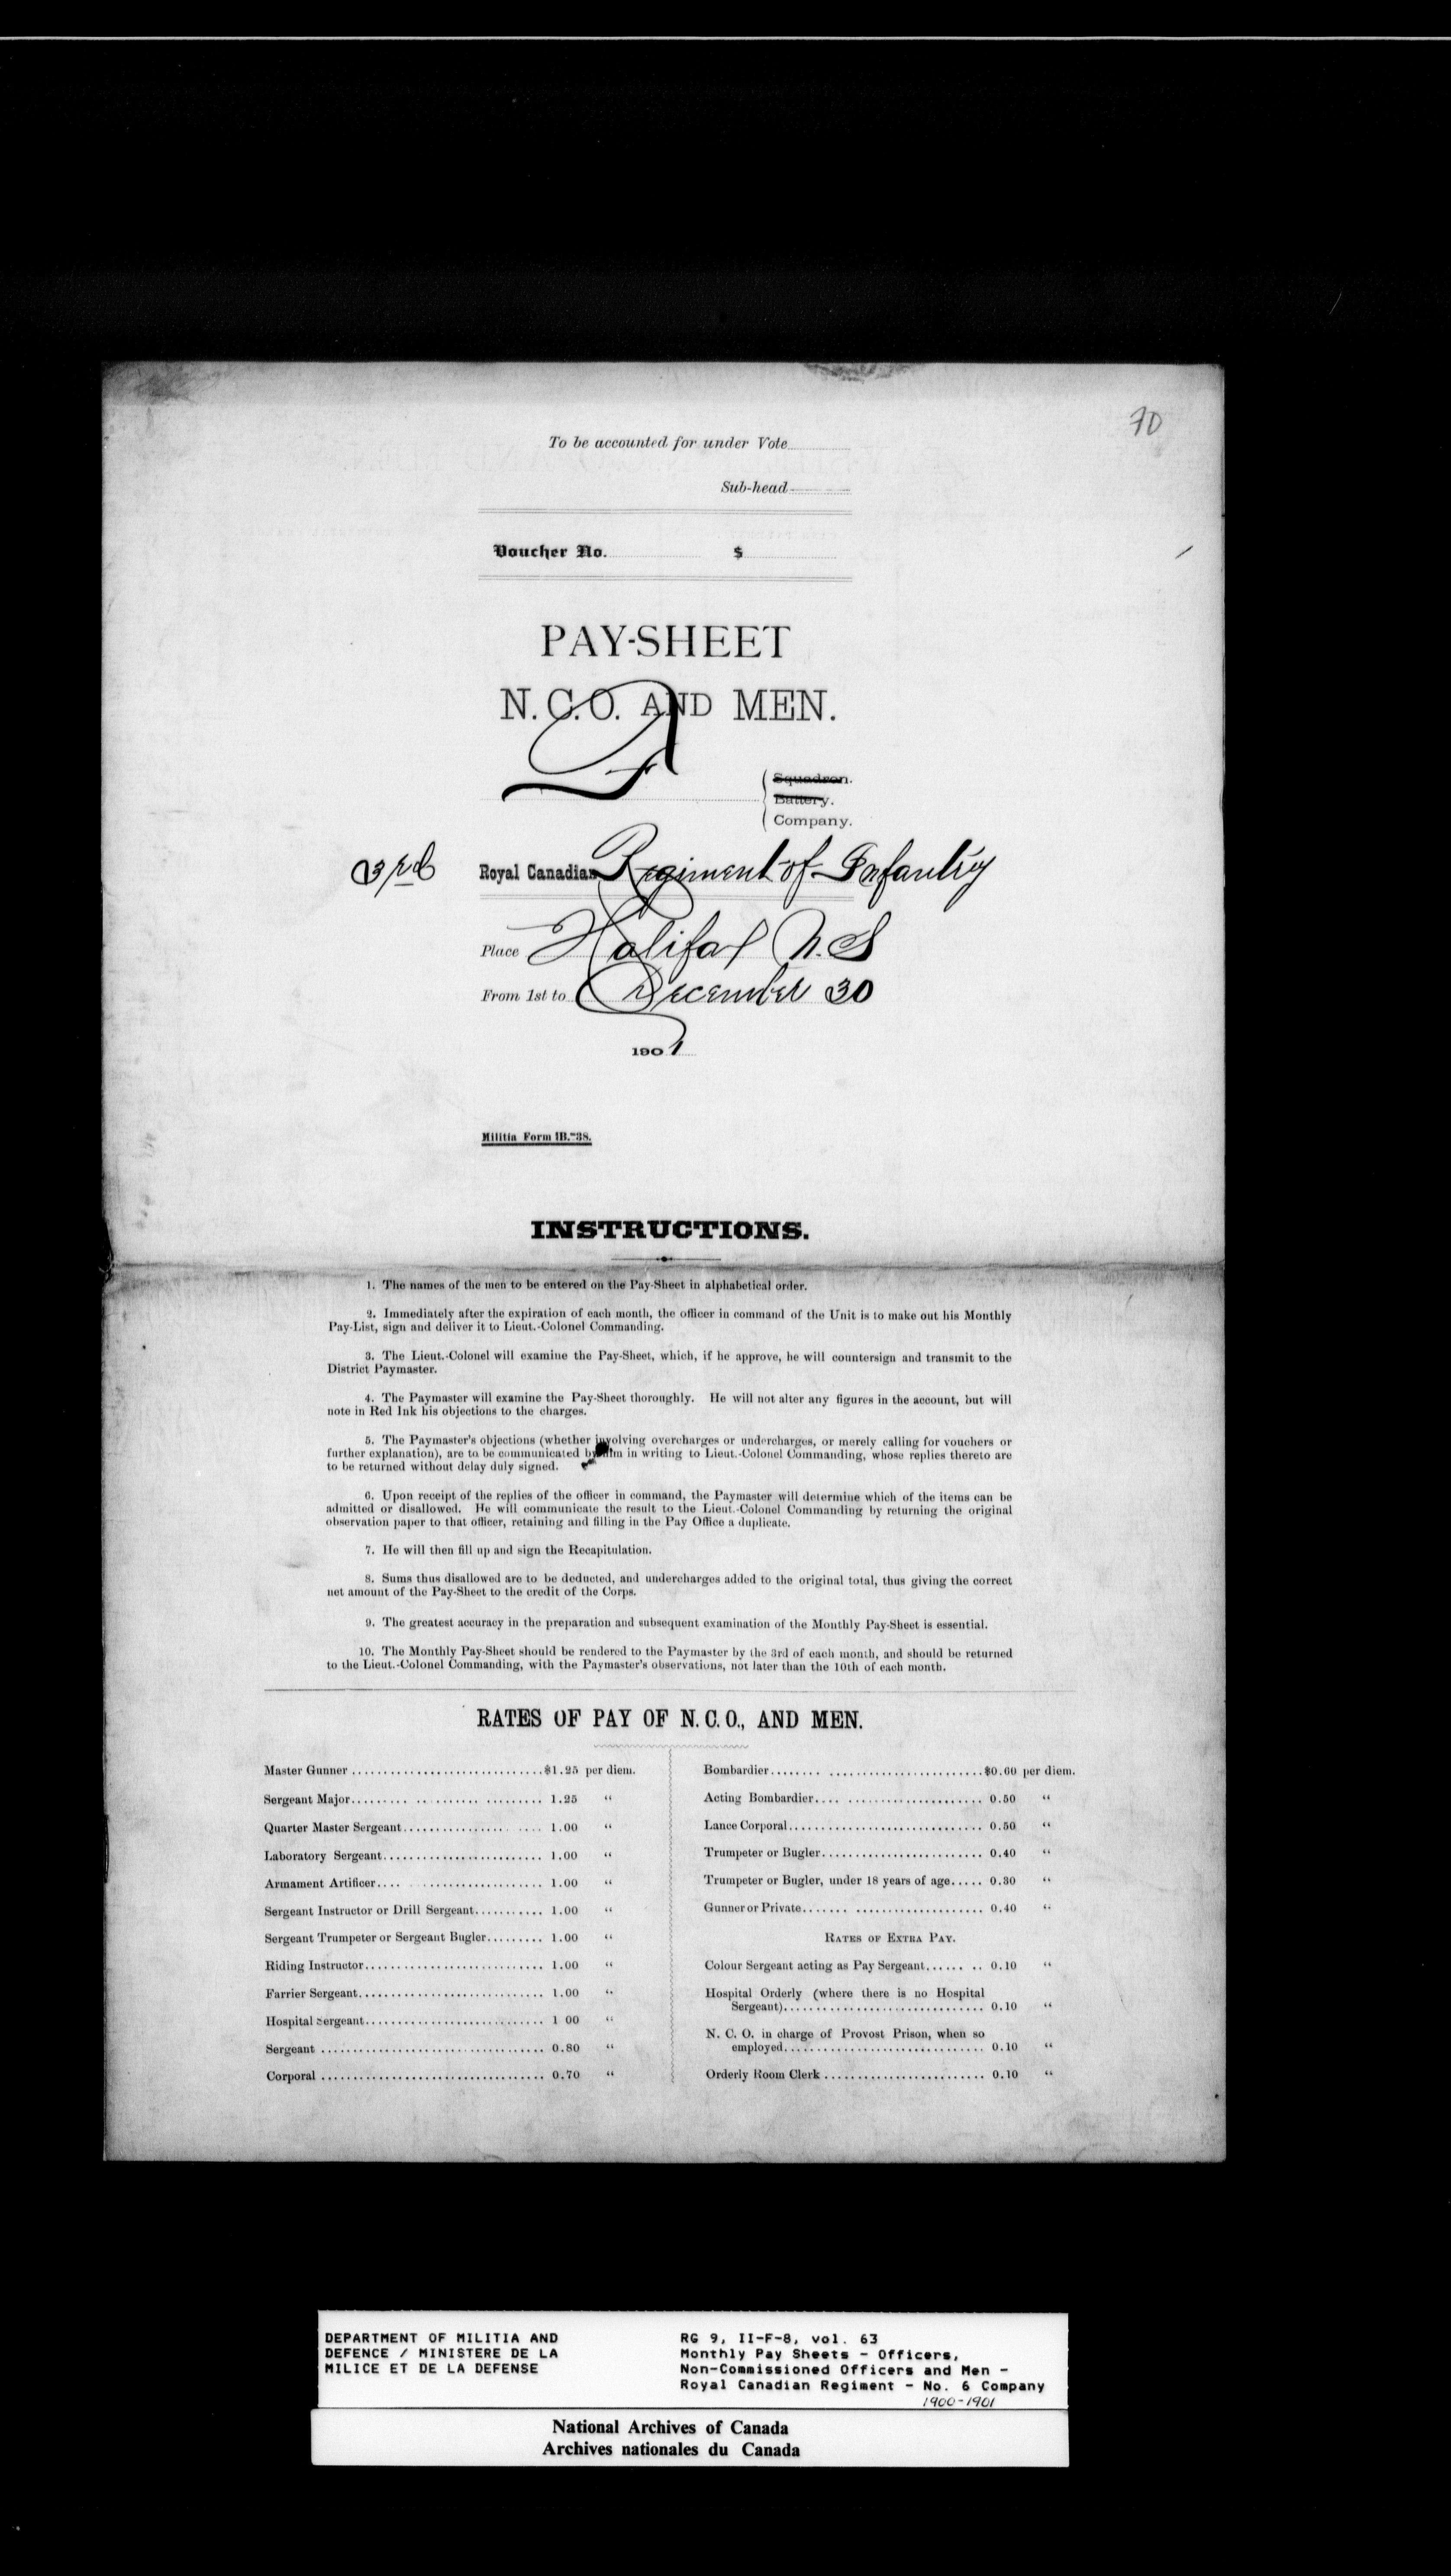 70
To be accounted for under Vote
Sub-head
Voucher No. $
PAY-SHEET
N. C. O. AND MEN.
Squadron.
Battery.
Company.
3rd Royal Canadian Regiment of Infantry
Place Halifax N.S
From 1st to December 30
1901
Militia Form B.-38.
INSTRUCTIONS.
1. The names of the men to be entered on the Pay-Sheet in alphabetical order.
2. Immediately after the expiration of each month, the officer in command of the Unit is to make out his Monthly
Pay-List, sign and deliver it to Lieut.-Colonel Commanding.
3. The Lieut.-Colonel will examine the Pay-Sheet, which, if he approve, he will countersign and transmit to the
District Paymaster.
4. The Paymaster will examine the Pay-Sheet thoroughly. He will not alter any figures in the account, but will
note in Red Ink his objections to the charges.
5. The Paymaster's objections (whether involving overcharges or undercharges, or merely calling for vouchers or
further explanation), are to be communicated by him in writing to Lieut.-Colonel Commanding, whose replies thereto are
to be returned without delay duly signed.
6. Upon receipt of the replies of the officer in command, the Paymaster will determine which of the items can be
admitted or disallowed. He will communicate the result to the Lieut.-Colonel Commanding by returning the original
observation paper to that officer, retaining and filling in the Pay Office a duplicate.
7. He will then fill up and sign the Recapitulation.
8. Sums thus disallowed are to be deducted, and undercharges added to the original total, thus giving the correct
net amount of the Pay-Sheet to the credit of the Corps.
9. The greatest accuracy in the preparation and subsequent examination of the Monthly Pay-Sheet is essential.
10. The Monthly Pay-Sheet should be rendered to the Paymaster by the 3rd of each month, and should be returned
to the Lieut.-Colonel Commanding, with the Paymaster's observations, not later than the 10th of each month.
RATES OF PAY OF N. C. O., AND MEN.
Master Gunner $1.25 per diem.
Sergeant Major 1.25 "
Quarter Master Sergeant 1.00 "
Laboratory Sergeant 1.00 "
Armament Artificer 1.00 "
Sergeant Instructor or Drill Sergeant 1.00 "
Sergeant Trumpeter or Sergeant Bugler 1.00 "
Riding Instructor 1.00 "
Farrier Sergeant 1.00 "
Hospital Sergeant 1 00 "
Sergeant 0.80 "
Corporal 0.70 "
Bombardier $0.60 per diem.
Acting Bombardier 0.50 "
Lance Corporal 0.50 "
Trumpeter or Bugler 0.40 "
Trumpeter or Bugler, under 18 years of age 0.30 "
Gunner or Private 0.40 "
RATES OF EXTRA PAY.
Colour Sergeant acting as Pay Sergeant 0.10 "
Hospital Orderly (where there is no Hospital
Sergeant) 0.10 "
N. C. O. in charge of Provost Prison, when so
employed 0.10 "
Orderly Room Clerk 0.10 "
DEPARTMENT OF MILITIA AND
DEFENCE / MINISTERE DE LA
MILICE ET DE LA DEFENSE
RG 9, II-F-8, vol. 63
Monthly Pay Sheets - Officers,
Non-Commissioned Officers and Men -
Royal Canadian Regiment - No. 6 Company
1900-1901
National Archives of Canada
Archives nationales du Canada